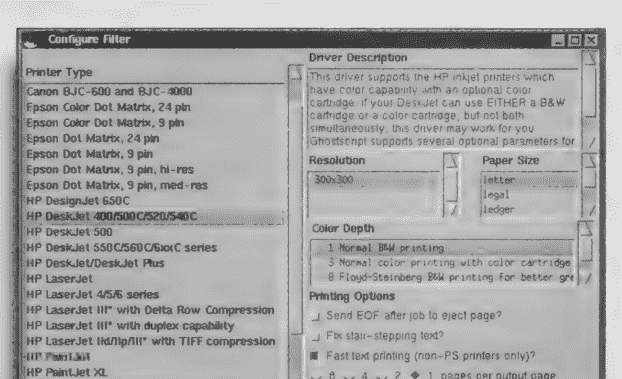 Configure Filter
Printer Type
Canon BJC-600 and BJC-4000
Epson Color Dot Matrix, 24 pin
Epson Color Dot Matrix, 9 pin
Epson Dot Matrix, 24 pin
Epson Dot Matrix, 9 pin
Epson Dot Matrix, 9 pin, hi-res
Epson Dot Matrix, 9 pin, med-res
HP DesignJet 650C
HP DeskJet 400/500C/520/540C
HP DeskJet 500
HP DeskJet 550C/560C/6xxC series
HP DeskJet/DeskJet Plus
HP LaserJet
HP LaserJet 4/5/6 series
HP LaserJet III* with Delta Row Compression
HP LaserJet III* with duplex capability
HP LaserJet IId/IIp/III* with TIFF compression
HP PaintJet
HP PaintJet XL
Driver Description
This driver supports the HP inkjet printers which
have color capability with an optional color
cartridge. If your DeskJet can use EITHER a B&W
cartridge or a color cartridge, but not both
simultaneously, this driver may work for you
Ghostscript supports several optional parameters for
Resolution
300x300
Paper Size
letter
legal
ledger
Color Depth
1 Normal B&W printing
3 Normal color printing with color cartridge
8 Floyd-Steinberg B&W printing for better gre
Printing Options
Send EOF after job to eject page?
Fix stair-stepping text?
Fast text printing (non-PS printers only)?
8 4 2 1 pages per output page